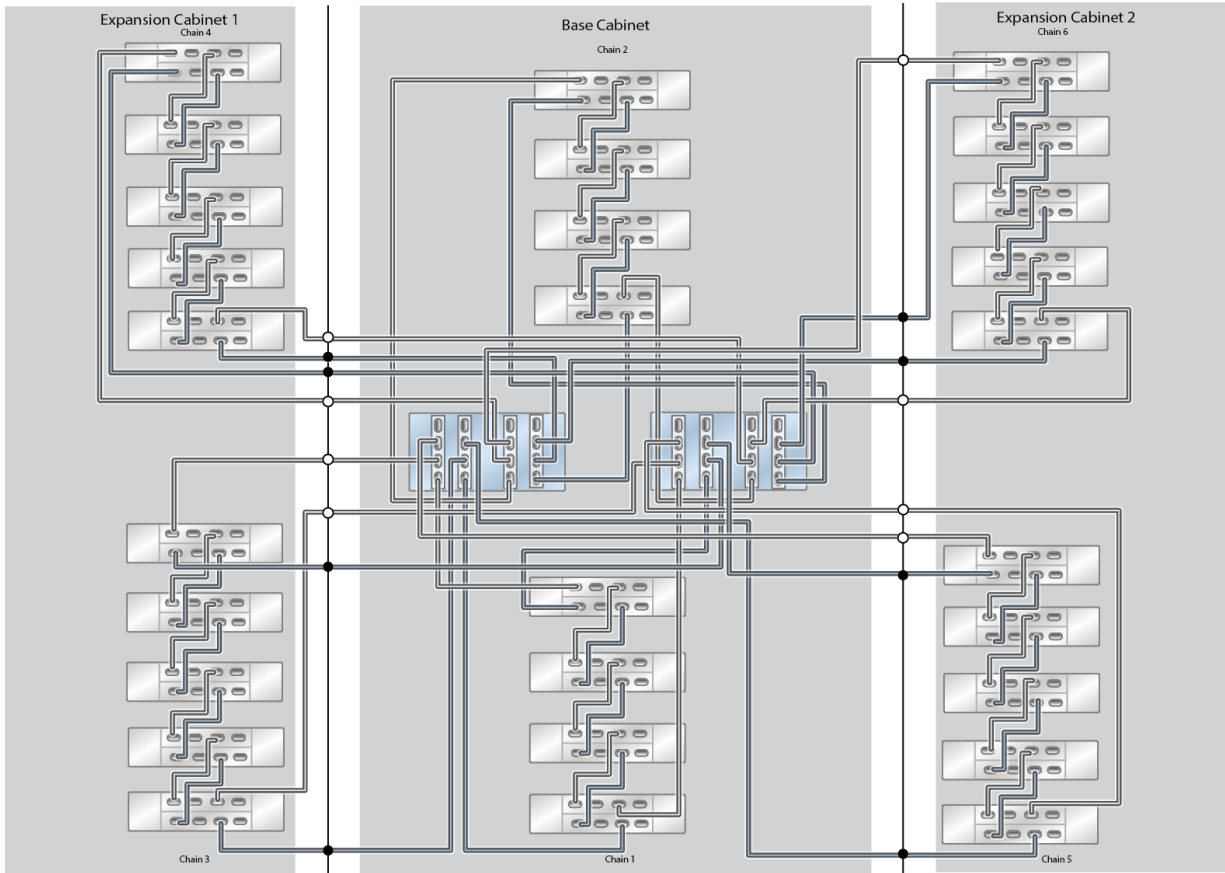 Expansion Cabinet 1
Chain 4
Base Cabinet
Chain 2
Expansion Cabinet 2
Chain 6
Chain 3
Chain 1
Chain 5